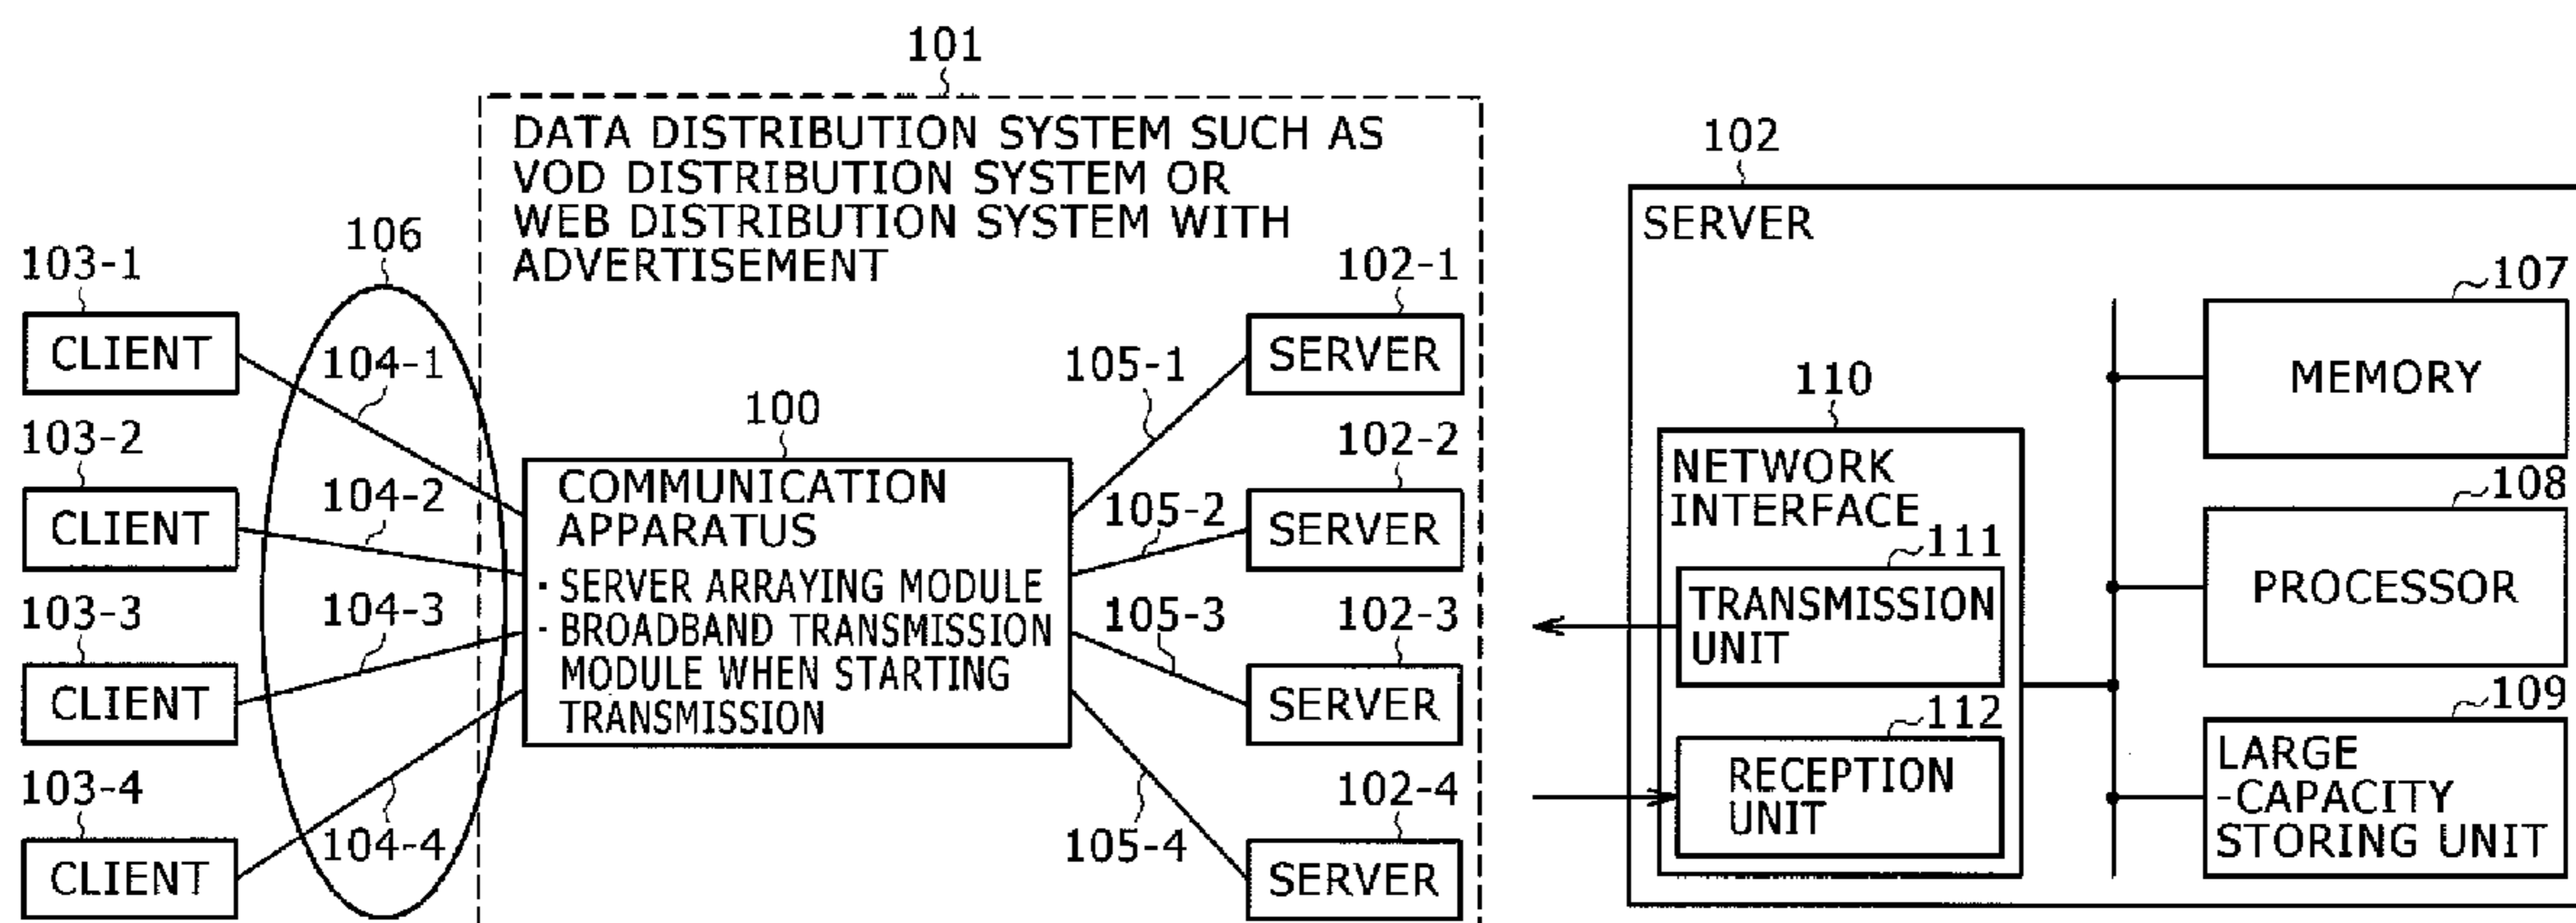 101
DATA DISTRIBUTION SYSTEM SUCH AS
VOD DISTRIBUTION SYSTEM OR
WEB DISTRIBUTION SYSTEM WITH
ADVERTISEMENT
106
103-1
CLIENT
103-2
CLIENT
103-3
CLIENT
103-4
CLIENT
104-1
104-2
104-3
104-4
100
COMMUNICATION
APPARATUS
· SERVER ARRAYING MODULE
· BROADBAND TRANSMISSION
MODULE WHEN STARTING
TRANSMISSION
105-1
105-2
105-3
105-4
102-1
SERVER
102-2
SERVER
102-3
SERVER
102-4
SERVER
102
SERVER
110
NETWORK
INTERFACE
111
TRANSMISSION
UNIT
112
RECEPTION
UNIT
107
MEMORY
108
PROCESSOR
109
LARGE
-CAPACITY
STORING UNIT